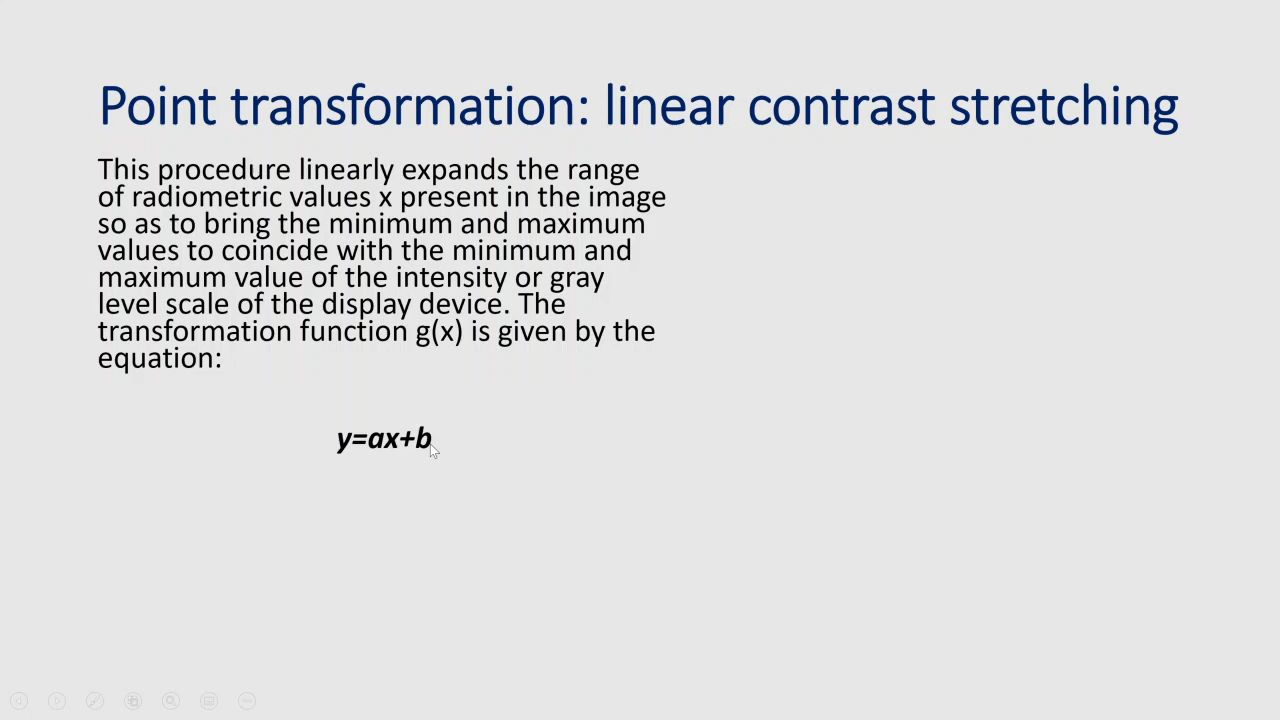 Point transformation: linear contrast stretching
This procedure linearly expands the range
of radiometric values x present in the image
so as to bring the minimum and maximum
values to coincide with the minimum and
maximum value of the intensity or gray
level scale of the display device. The
transformation function g(x) is given by the
equation:
y=ax+b